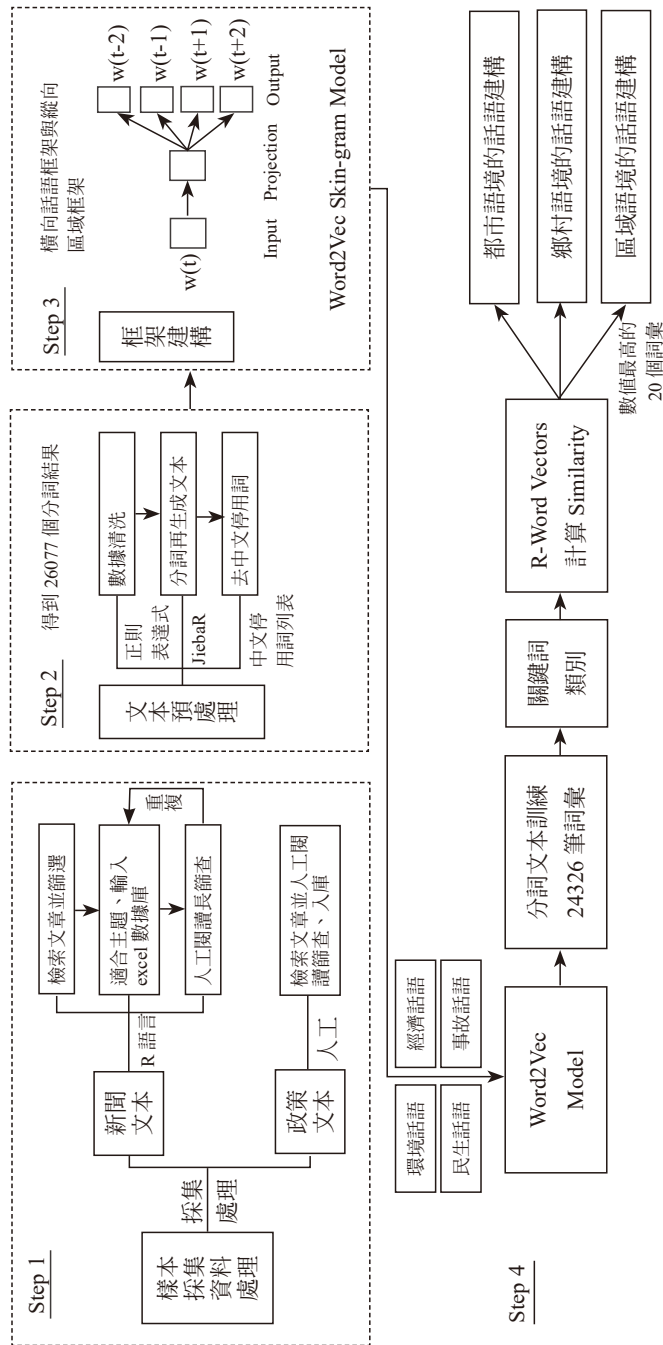 Step 1
樣本
採集
資料
處理
採集
處理
新聞
文本
R 語言
檢索文章並篩選
適合主題、輸入
excel 數據庫
人工閱讀長篩查
重複
政策
文本
人工
檢索文章並人工閱
讀篩查、入庫
Step 2
得到 26077 個分詞結果
文本預處理
正則
表達式
JiebaR
中文停
用詞列表
數據清洗
分詞再生成文本
去中文停用詞
Step 3
橫向話語框架與縱向
區域框架
框架建構
w(t)
w(t-2)
w(t-1)
w(t+1)
w(t+2)
Input
Projection
Output
Word2Vec Skin-gram Model
Step 4
環境話語
經濟話語
民生話語
事故話語
Word2Vec
Model
分詞文本訓練
24326 筆詞彙
關鍵詞
類別
R-Word Vectors
計算 Similarity
數值最高的
20 個詞彙
都市語境的話語建構
鄉村語境的話語建構
區域語境的話語建構